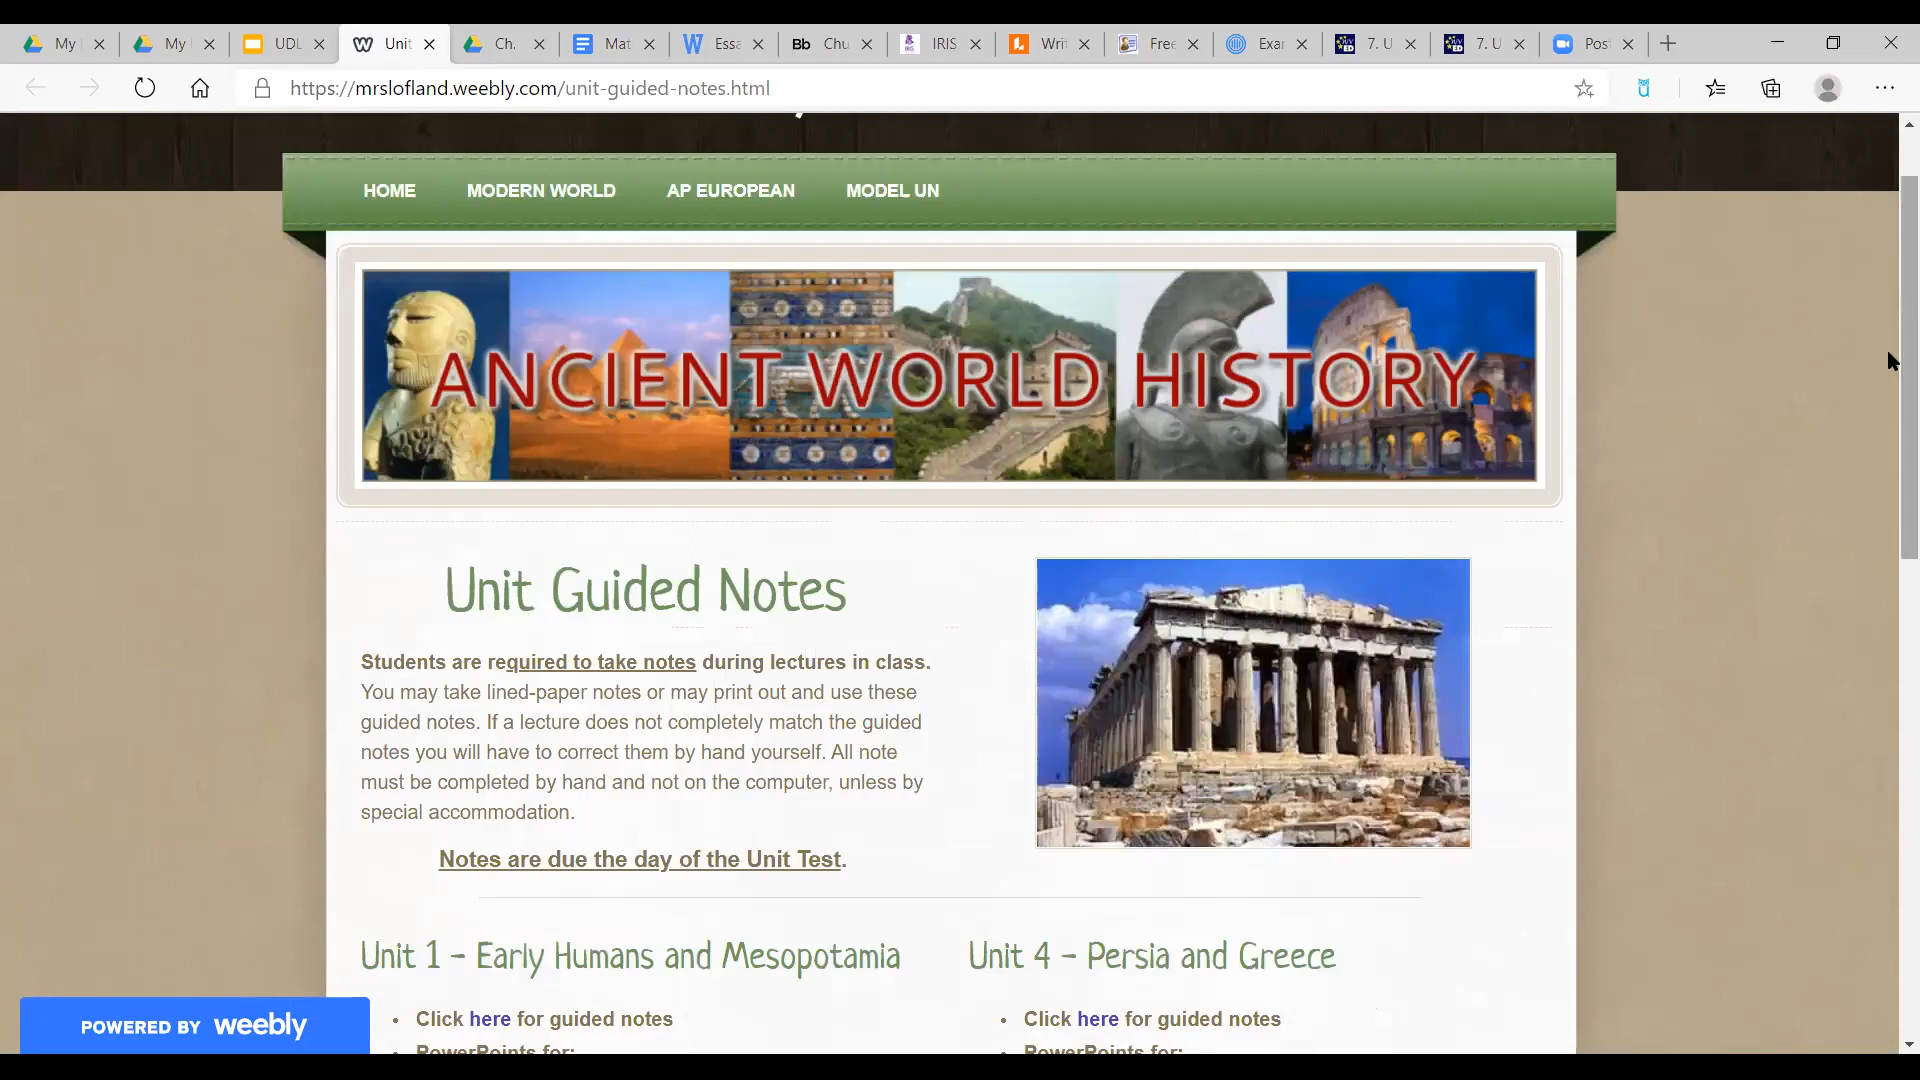 My
My
UDL
Unit
Ch.
Mat
Essa
Bb Chu
IRIS
Writ
Free
Exar
7. U
7. U
Post
https://mrslofland.weebly.com/unit-guided-notes.html
HOME MODERN WORLD AP EUROPEAN MODEL UN
ANCIENT WORLD HISTORY
Unit Guided Notes
Students are required to take notes during lectures in class.
You may take lined-paper notes or may print out and use these
guided notes. If a lecture does not completely match the guided
notes you will have to correct them by hand yourself. All note
must be completed by hand and not on the computer, unless by
special accommodation.
Notes are due the day of the Unit Test.
Unit 1 - Early Humans and Mesopotamia
• Click here for guided notes
• PowerPoints for:
Unit 4 - Persia and Greece
• Click here for guided notes
• PowerPoints for:
POWERED BY weebly